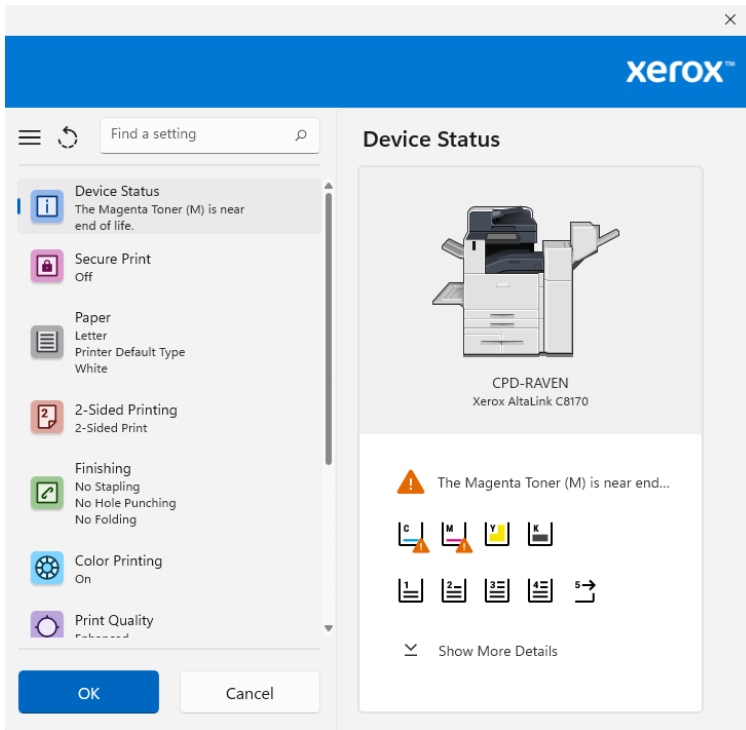 xerox™
Find a setting
Device Status
The Magenta Toner (M) is near
end of life.
Secure Print
Off
Paper
Letter
Printer Default Type
White
2
2-Sided Printing
2-Sided Print
Finishing
No Stapling
No Hole Punching
No Folding
Color Printing
On
Print Quality
Enhanced
OK
Cancel
Device Status
CPD-RAVEN
Xerox AltaLink C8170
The Magenta Toner (M) is near end...
C M Y K
1 2 3 4 5
Show More Details